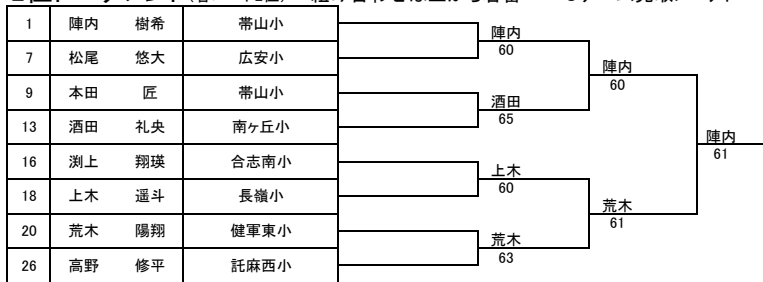 1 陣内 樹希 帯山小
7 松尾 悠大 広安小
9 本田 匠 帯山小
13 酒田 礼央 南ヶ丘小
16 渕上 翔瑛 合志南小
18 上木 遥斗 長嶺小
20 荒木 陽翔 健軍東小
26 高野 修平 託麻西小
陣内
60
酒田
65
上木
60
荒木
63
陣内
60
荒木
61
陣内
61